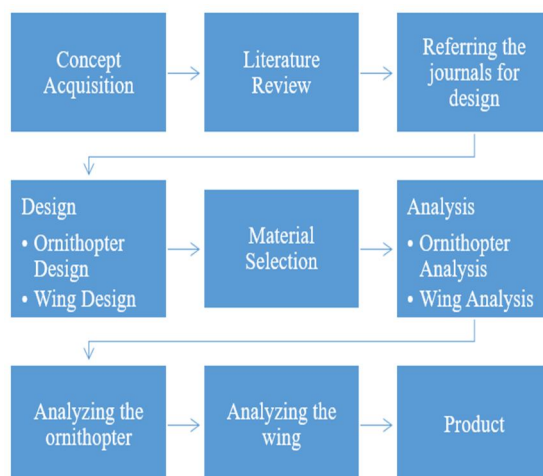 Concept
Acquisition
Literature
Review
Referring the
journals for
design
Design
• Ornithopter
Design
• Wing Design
Material
Selection
Analysis
• Ornithopter
Analysis
• Wing Analysis
Analyzing the
ornithopter
Analyzing the
wing
Product